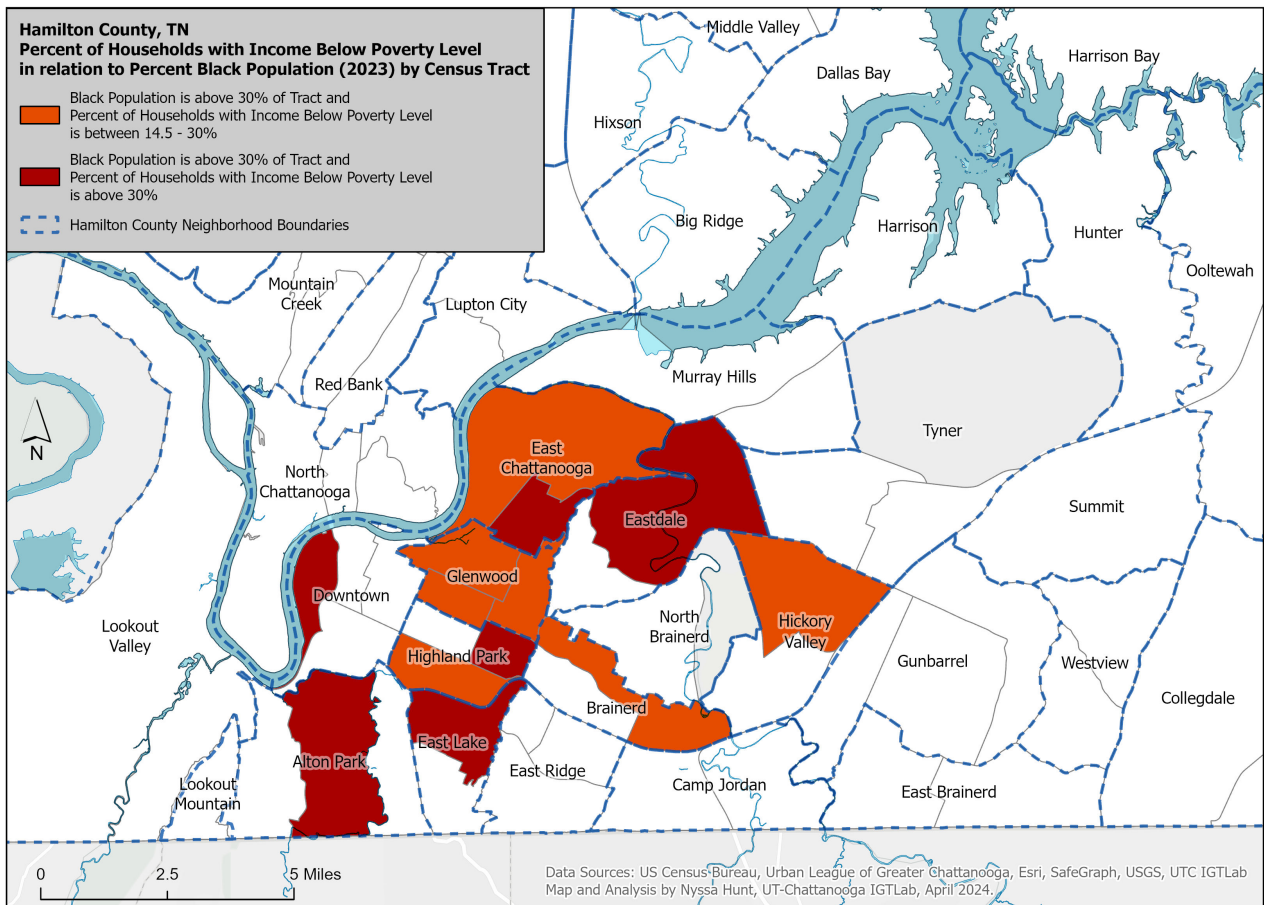 Hamilton County, TN
Percent of Households with Income Below Poverty Level
in relation to Percent Black Population (2023) by Census Tract
Black Population is above 30% of Tract and
Percent of Households with Income Below Poverty Level
is between 14.5 - 30%
Black Population is above 30% of Tract and
Percent of Households with Income Below Poverty Level
is above 30%
Hamilton County Neighborhood Boundaries
Middle Valley
Harrison Bay
Dallas Bay
Hixson
Big Ridge
Harrison
Hunter
Ooltewah
Mountain
Creek
Lupton City
Red Bank
Murray Hills
Tyner
N
East
Chattanooga
North
Chattanooga
Summit
Eastdale
Glenwood
Downtown
Lookout
Valley
North
Brainerd
Hickory
Valley
Highland Park
Gunbarrel
Westview
Collegdale
Brainerd
East Lake
Alton Park
East Ridge
Lookout
Mountain
Camp Jordan
East Brainerd
0
2.5
5 Miles
Data Sources: US Census Bureau, Urban League of Greater Chattanooga, Esri, SafeGraph, USGS, UTC IGTLab
Map and Analysis by Nyssa Hunt, UT-Chattanooga IGTLab, April 2024.